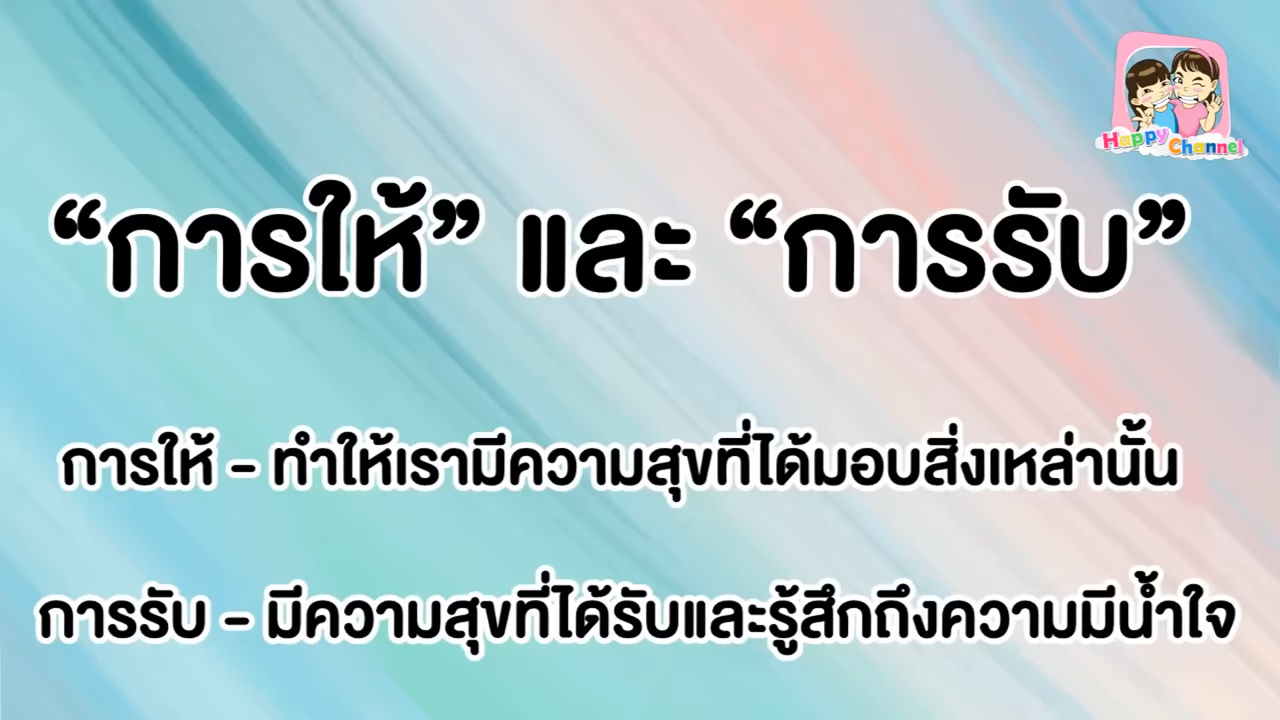 Happy Channel
“การให้” และ “การรับ”
การให้ - ทำให้เรามีความสุขที่ได้มอบสิ่งเหล่านั้น
การรับ - มีความสุขที่ได้รับและรู้สึกถึงความมีน้ำใจ